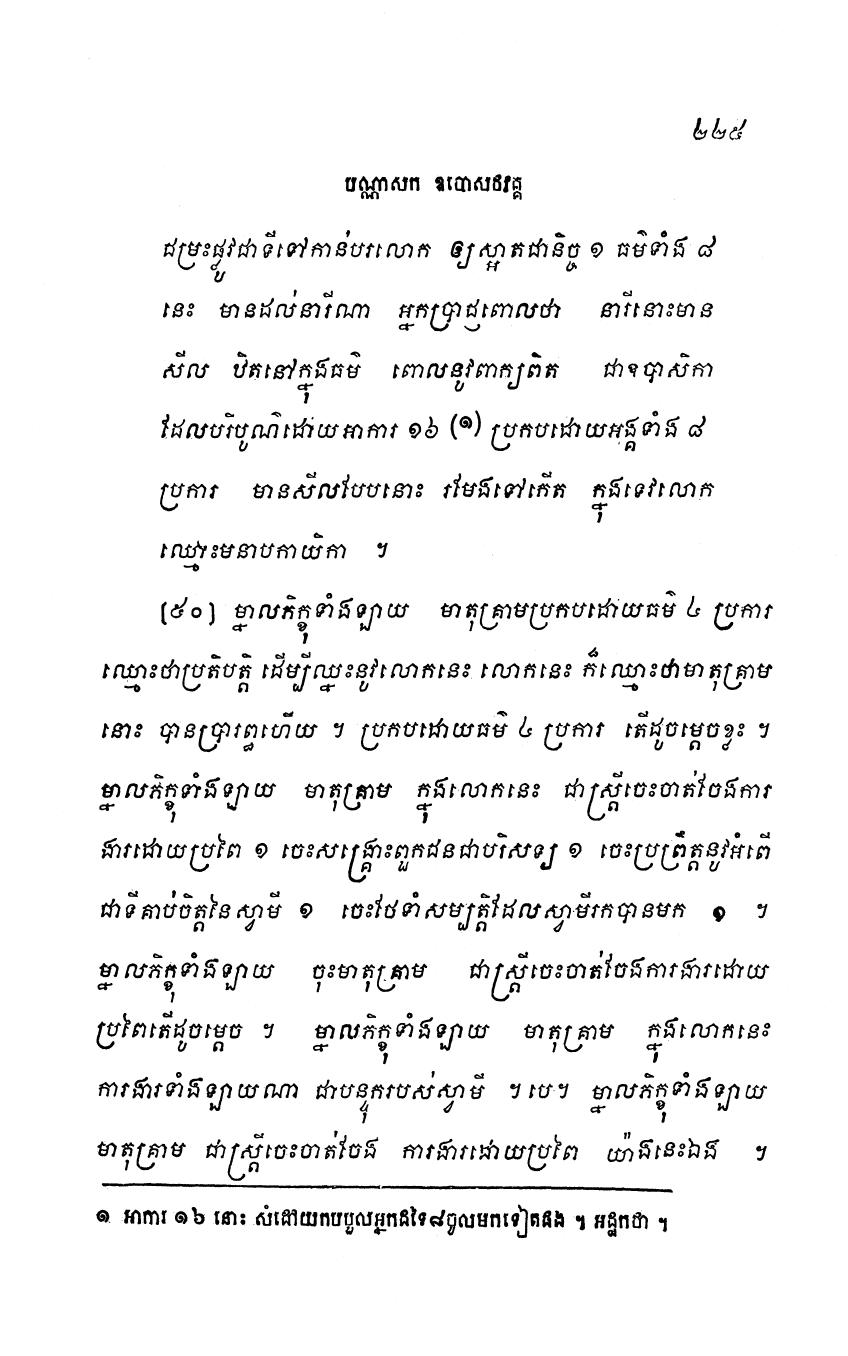 ២២៥
បណ្ណាសក ឧបោសថវគ្គ
ជម្រះផ្លូវជាទីទៅកាន់បរលោក ឲ្យស្អាតជានិច្ច ១ ធម៌ទាំង ៨
នេះ មានដល់នារីណា អ្នកប្រាជ្ញពោលថា នារីនោះមាន
សីល ឋិតនៅក្នុងធម៌ ពោលនូវពាក្យពិត ជាឧបាសិកា
ដែលបរិបូណ៌ដោយអាការ ១៦ (១) ប្រកបដោយអង្គទាំង ៨
ប្រការ មានសីលបែបនោះ រមែងទៅកើត ក្នុងទេវលោក
ឈ្មោះមនាបកាយិកា ។
[៥០] ម្នាលភិក្ខុទាំងឡាយ មាតុគ្រាមប្រកបដោយធម៌ ៤ ប្រការ
ឈ្មោះថាប្រតិបត្តិ ដើម្បីឈ្នះនូវលោកនេះ លោកនេះ ក៏ឈ្មោះថាមាតុគ្រាម
នោះ បានប្រារព្ធហើយ ។ ប្រកបដោយធម៌ ៤ ប្រការ តើដូចម្តេចខ្លះ ។
ម្នាលភិក្ខុទាំងឡាយ មាតុគ្រាម ក្នុងលោកនេះ ជាស្ត្រីចេះចាត់ចែងការ
ងារដោយប្រពៃ ១ ចេះសង្គ្រោះពួកជនជាបរិសទ្យ ១ ចេះប្រព្រឹត្តនូវអំពើ
ជាទីគាប់ចិត្តនៃស្វាមី ១ ចេះថែទាំសម្បត្តិដែលស្វាមីរកបានមក ១ ។
ម្នាលភិក្ខុទាំងឡាយ ចុះមាតុគ្រាម ជាស្ត្រីចេះចាត់ចែងការងារដោយ
ប្រពៃតើដូចម្តេច ។ ម្នាលភិក្ខុទាំងឡាយ មាតុគ្រាម ក្នុងលោកនេះ
ការងារទាំងឡាយណា ជាបន្ទុករបស់ស្វាមី ។បេ។ ម្នាលភិក្ខុទាំងឡាយ
មាតុគ្រាម ជាស្ត្រីចេះចាត់ចែង ការងារដោយប្រពៃ យ៉ាងនេះឯង ។
១ អាការ ១៦ នោះ សំដៅយកបបួលអ្នកដទៃ៨ចូលមកទៀតផង ។ អដ្ឋកថា ។